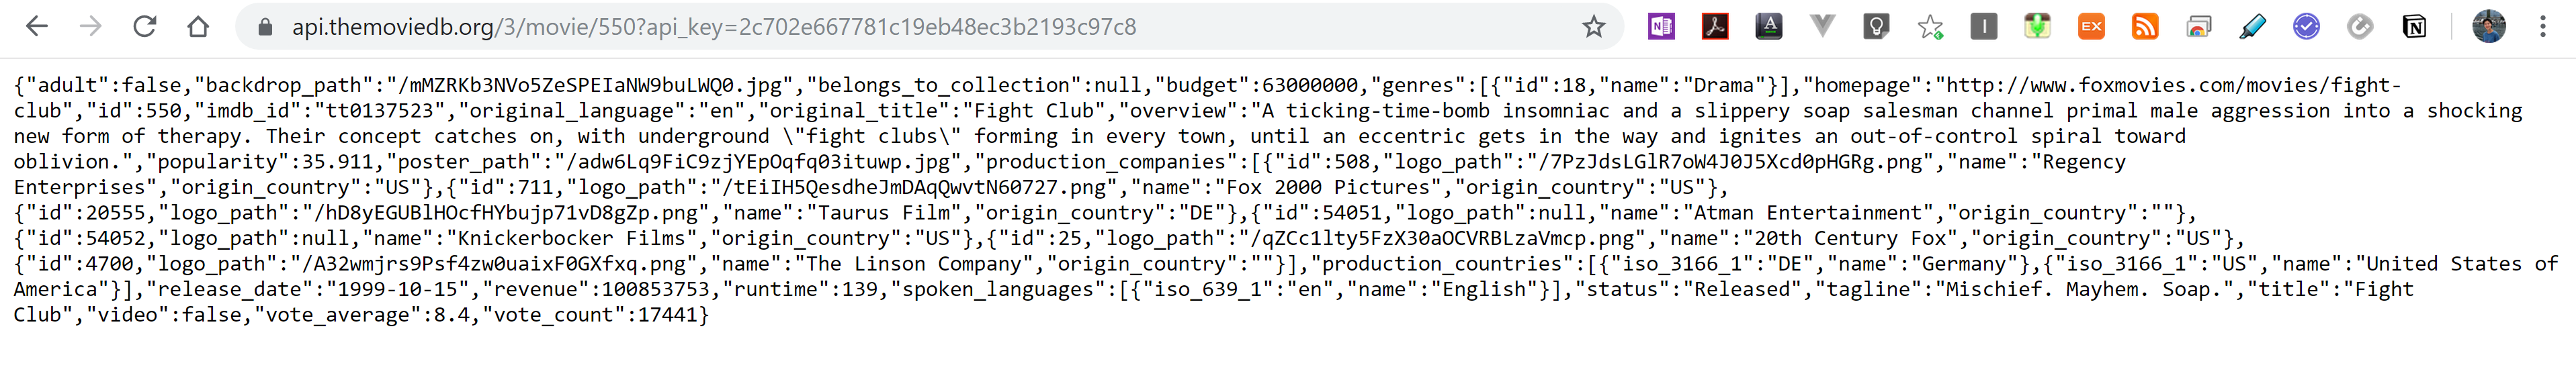 api.themoviedb.org/3/movie/550?api_key=2c702e667781c19eb48ec3b2193c97c8
{"adult":false,"backdrop_path":"/mMZRKb3NVo5ZeSPEIaNW9buLWQ0.jpg","belongs_to_collection":null,"budget":63000000,"genres":[{"id":18,"name":"Drama"}],"homepage":"http://www.foxmovies.com/movies/fight-
club","id":550,"imdb_id":"tt0137523","original_language":"en","original_title":"Fight Club","overview":"A ticking-time-bomb insomniac and a slippery soap salesman channel primal male aggression into a shocking
new form of therapy. Their concept catches on, with underground \"fight clubs\" forming in every town, until an eccentric gets in the way and ignites an out-of-control spiral toward
oblivion.","popularity":35.911,"poster_path":"/adw6Lq9FiC9zjYEpOqfq03ituwp.jpg","production_companies":[{"id":508,"logo_path":"/7PzJdsLGlR7oW4J0J5Xcd0pHGRg.png","name":"Regency
Enterprises","origin_country":"US"},{"id":711,"logo_path":"/tEiIH5QesdheJmDAqQwvtN60727.png","name":"Fox 2000 Pictures","origin_country":"US"},
{"id":20555,"logo_path":"/hD8yEGUBlHOcfHYbujp71vD8gZp.png","name":"Taurus Film","origin_country":"DE"},{"id":54051,"logo_path":null,"name":"Atman Entertainment","origin_country":""},
{"id":54052,"logo_path":null,"name":"Knickerbocker Films","origin_country":"US"},{"id":25,"logo_path":"/qZCc1lty5FzX30aOCVRBLzaVmcp.png","name":"20th Century Fox","origin_country":"US"},
{"id":4700,"logo_path":"/A32wmjrs9Psf4zw0uaixF0GXfxq.png","name":"The Linson Company","origin_country":""}],"production_countries":[{"iso_3166_1":"DE","name":"Germany"},{"iso_3166_1":"US","name":"United States of
America"}],"release_date":"1999-10-15","revenue":100853753,"runtime":139,"spoken_languages":[{"iso_639_1":"en","name":"English"}],"status":"Released","tagline":"Mischief. Mayhem. Soap.","title":"Fight
Club","video":false,"vote_average":8.4,"vote_count":17441}